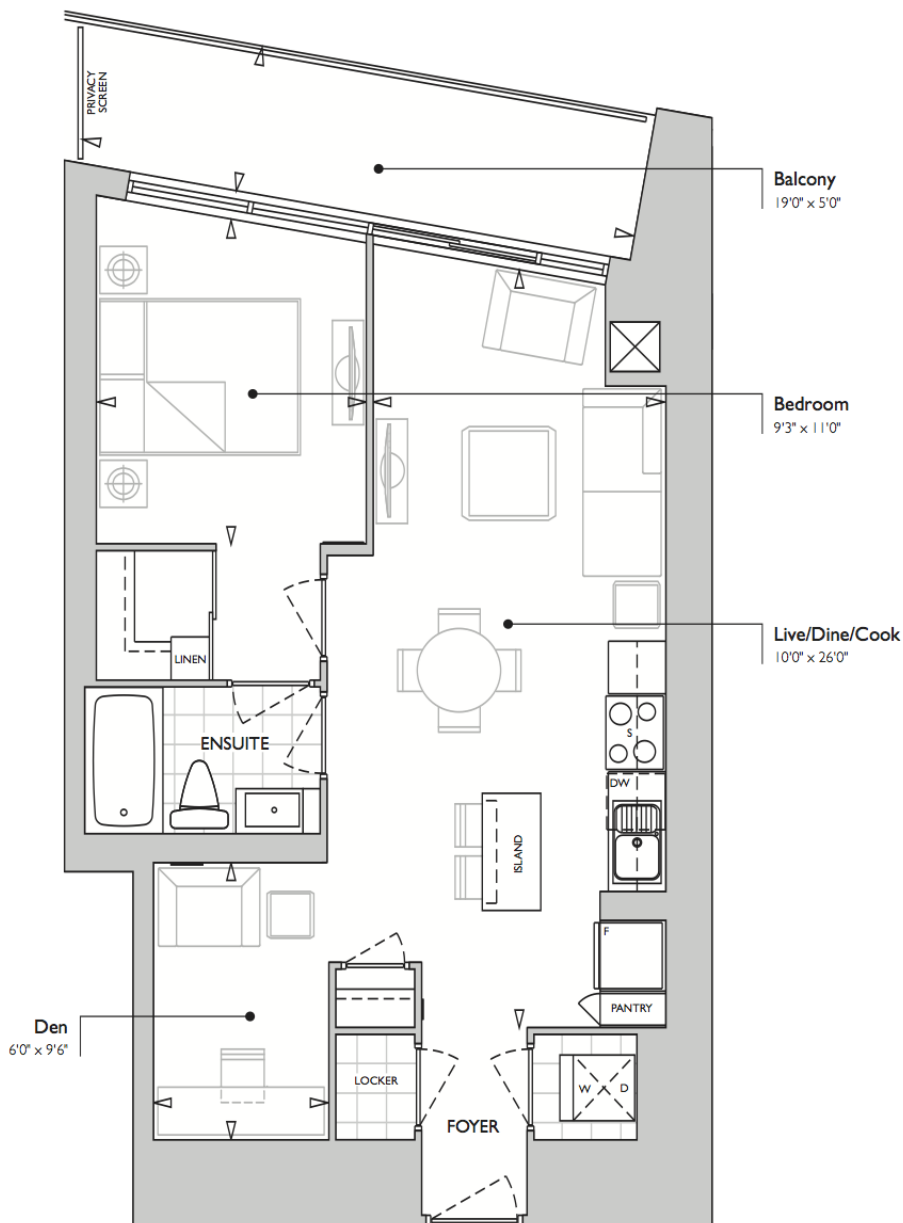 PRIVACY
SCREEN
Balcony
19'0" x 5'0"
Bedroom
9'3" x 11'0"
Live/Dine/Cook
10'0" x 26'0"
LINEN
ENSUITE
S
DW
ISLAND
F
PANTRY
Den
6'0" x 9'6"
LOCKER
W
D
FOYER